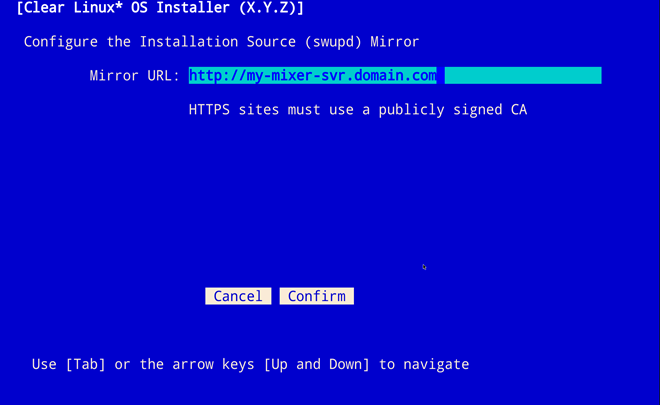 [Clear Linux* OS Installer (X.Y.Z)]
Configure the Installation Source (swupd) Mirror
Mirror URL: http://my-mixer-svr.domain.com
HTTPS sites must use a publicly signed CA
Cancel Confirm
Use [Tab] or the arrow keys [Up and Down] to navigate